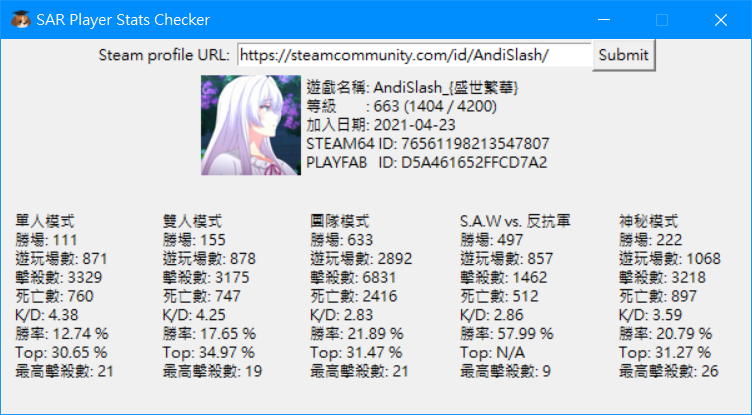 SAR Player Stats Checker
Steam profile URL: https://steamcommunity.com/id/AndiSlash/ Submit
遊戲名稱: AndiSlash_{盛世繁華}
等級 : 663 (1404 / 4200)
加入日期: 2021-04-23
STEAM64 ID: 76561198213547807
PLAYFAB ID: D5A461652FFCD7A2
單人模式
勝場: 111
遊玩場數: 871
擊殺數: 3329
死亡數: 760
K/D: 4.38
勝率: 12.74 %
Top: 30.65 %
最高擊殺數: 21
雙人模式
勝場: 155
遊玩場數: 878
擊殺數: 3175
死亡數: 747
K/D: 4.25
勝率: 17.65 %
Top: 34.97 %
最高擊殺數: 19
團隊模式
勝場: 633
遊玩場數: 2892
擊殺數: 6831
死亡數: 2416
K/D: 2.83
勝率: 21.89 %
Top: 31.47 %
最高擊殺數: 21
S.A.W vs. 反抗軍
勝場: 497
遊玩場數: 857
擊殺數: 1462
死亡數: 512
K/D: 2.86
勝率: 57.99 %
Top: N/A
最高擊殺數: 9
神秘模式
勝場: 222
遊玩場數: 1068
擊殺數: 3218
死亡數: 897
K/D: 3.59
勝率: 20.79 %
Top: 31.27 %
最高擊殺數: 26